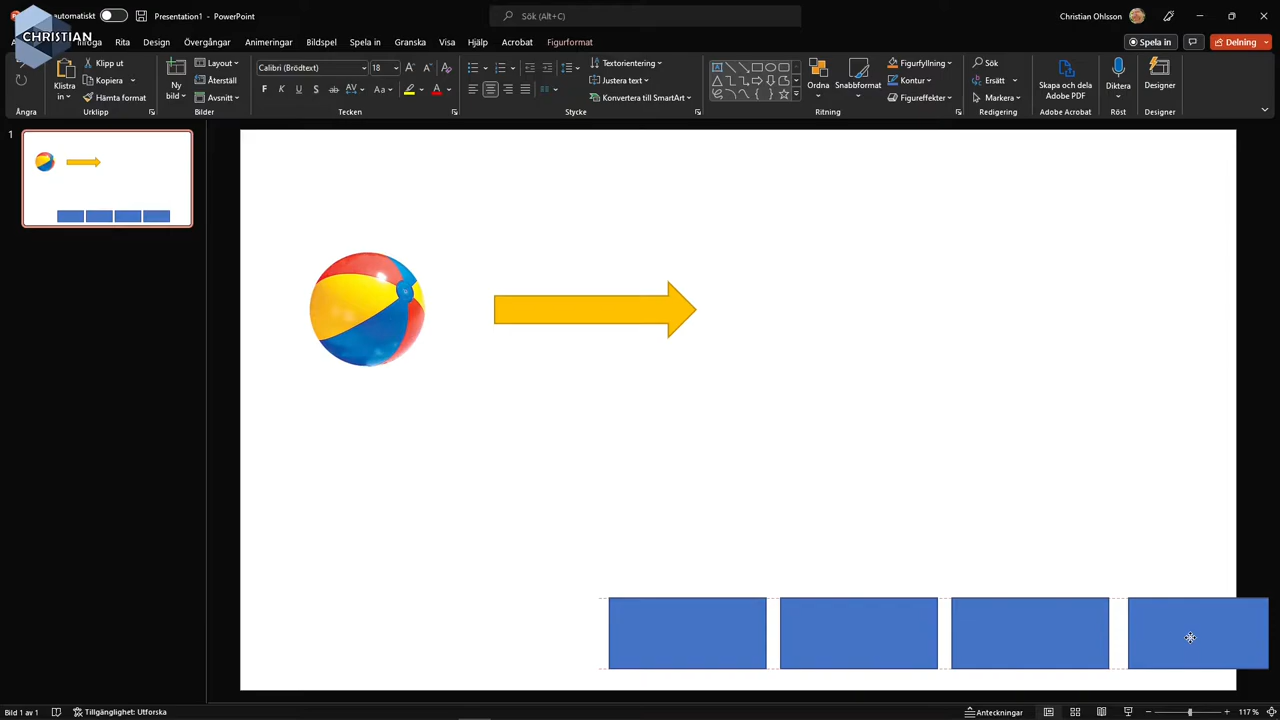 automatiskt
Presentation1 - PowerPoint
Sök (Alt+C)
Christian Ohlsson
CHRISTIAN
Infoga Rita Design Övergångar Animeringar Bildspel Spela in Granska Visa Hjälp Acrobat Figurformat
Spela in
Delning
Klistra in
Klipp ut
Kopiera
Hämta format
Ny bild
Layout
Återställ
Avsnitt
Calibri (Brödtext) 18
F K U S ab AV Aa A
Textorientering
Justera text
Konvertera till SmartArt
Ordna
Snabbformat
Figurfyllning
Kontur
Figureffekter
Sök
Ersätt
Markera
Skapa och dela Adobe PDF
Diktera
Designer
Ångra Urklipp Bilder Tecken Stycke Ritning Redigering Adobe Acrobat Röst Designer
1
Bild 1 av 1 Tillgänglighet: Utforska
Anteckningar
117 %